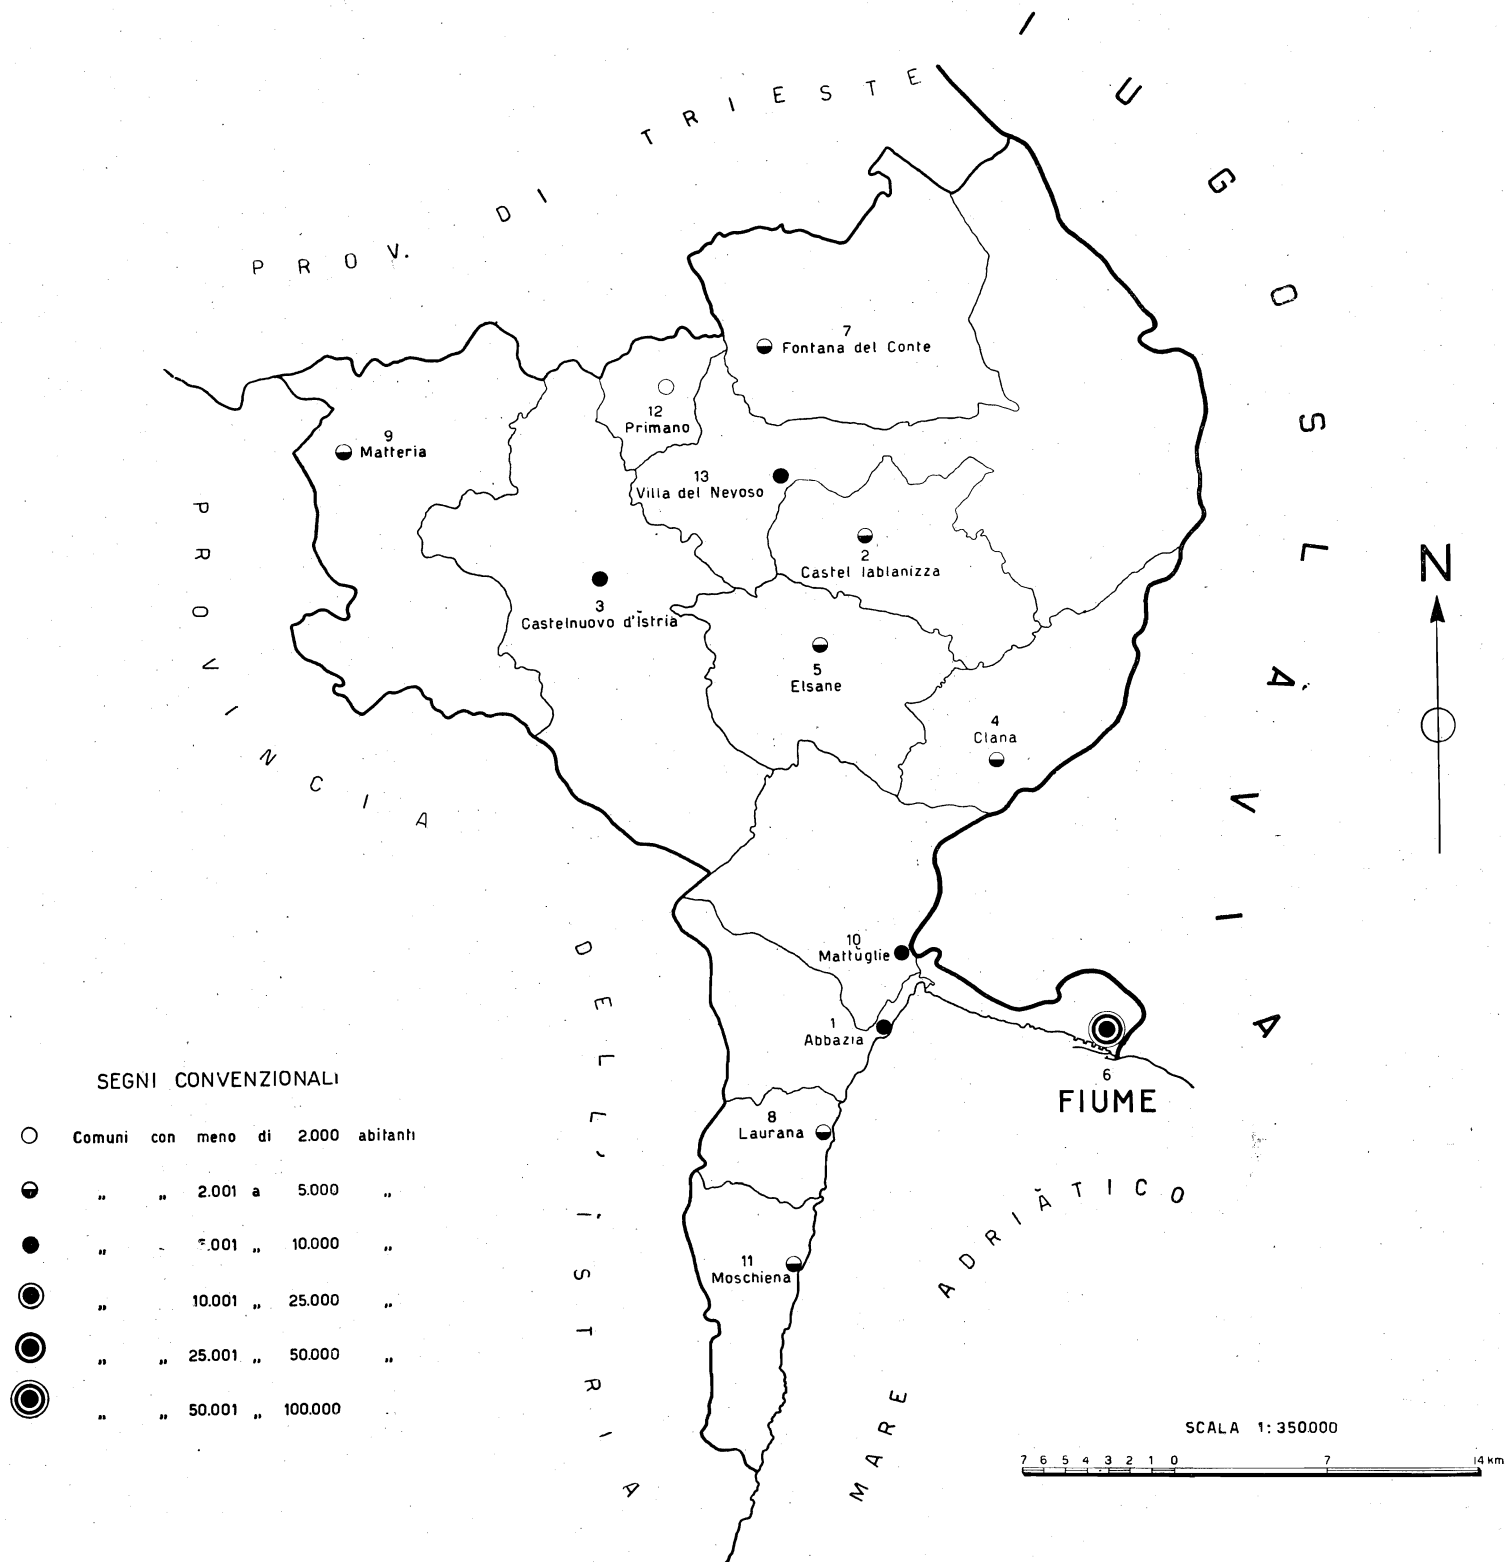 IUGOSLAVIA
PROV. DI TRIESTE
7
Fontana del Conte
12
Primano
9
Matteria
13
Villa del Nevoso
2
Castel Iablanizza
3
Castelnuovo d'Istria
5
Elsane
4
Clana
N
PROVINCIA DELL'ISTRIA
10
Mattuglie
1
Abbazia
6
FIUME
8
Laurana
11
Moschiena
MARE ADRIATICO
SEGNI CONVENZIONALI
Comuni con meno di 2.000 abitanti
„ „ 2.001 a 5.000 „
„ 5.001 „ 10.000 „
„ 10.001 „ 25.000 „
„ „ 25.001 „ 50.000 „
„ „ 50.001 „ 100.000
SCALA 1:350.000
7 6 5 4 3 2 1 0 7 14 km